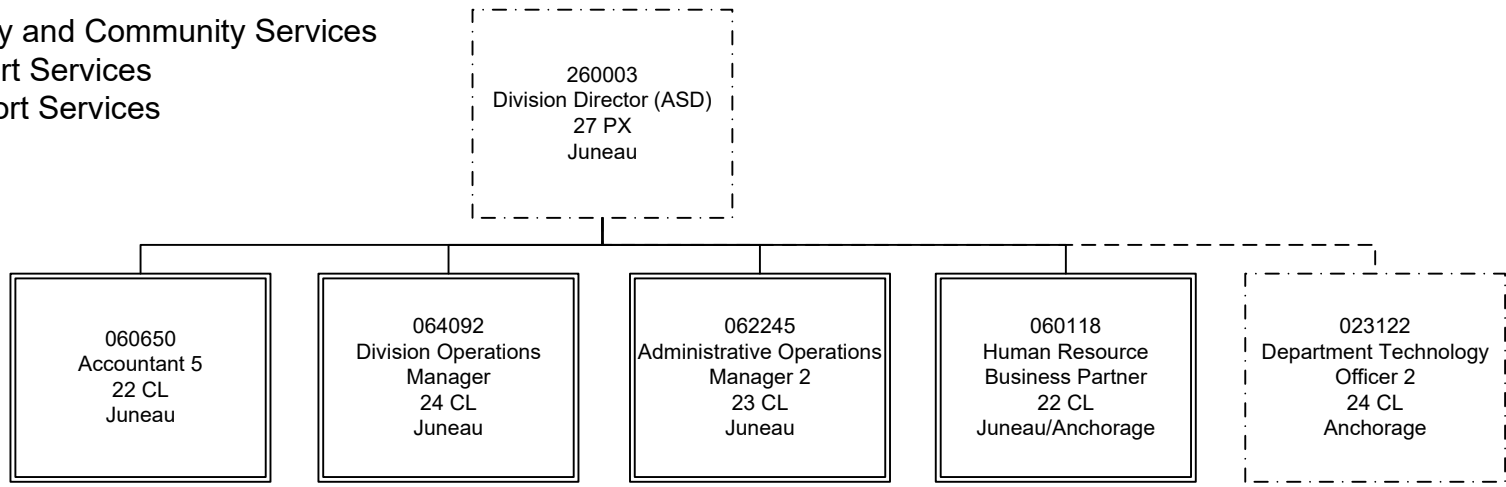 y and Community Services
rt Services
ort Services
260003
Division Director (ASD)
27 PX
Juneau
060650
Accountant 5
22 CL
Juneau
064092
Division Operations
Manager
24 CL
Juneau
062245
Administrative Operations
Manager 2
23 CL
Juneau
060118
Human Resource
Business Partner
22 CL
Juneau/Anchorage
023122
Department Technology
Officer 2
24 CL
Anchorage